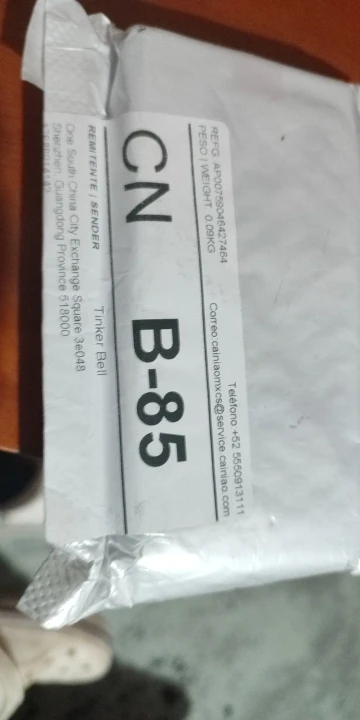 REFG. AP00759046427464
PESO | WEIGHT. 0.09KG
Teléfono.+52 5550913111
Correo.cainiaomxcs@service.cainiao.com
CN B-85
REMITENTE | SENDER
Tinker Bell
One South China City Exchange Square 3e048
Shenzhen, Guangdong Province 518000